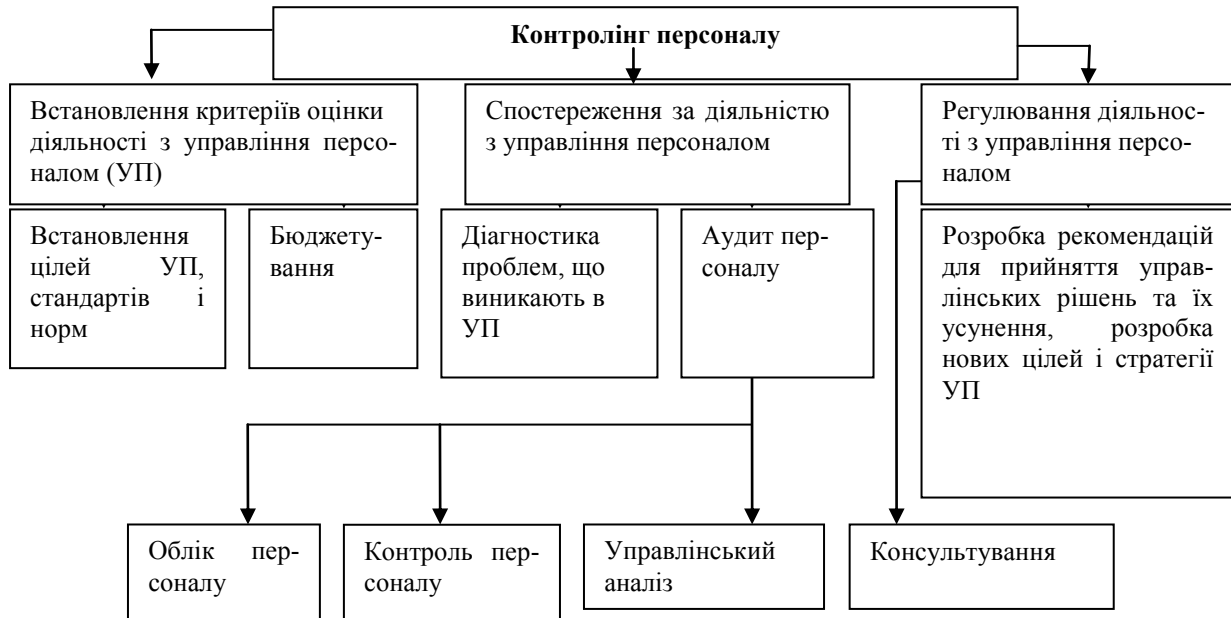 Контролінг персоналу
Встановлення критеріїв оцінки
діяльності з управління персо-
налом (УП)
Спостереження за діяльністю
з управління персоналом
Регулювання діяльнос-
ті з управління персо-
налом
Встановлення
цілей УП,
стандартів і
норм
Бюджету-
вання
Діагностика
проблем, що
виникають в
УП
Аудит пер-
соналу
Розробка рекомендацій
для прийняття управ-
лінських рішень та їх
усунення, розробка
нових цілей і стратегії
УП
Облік пер-
соналу
Контроль пер-
соналу
Управлінський
аналіз
Консультування